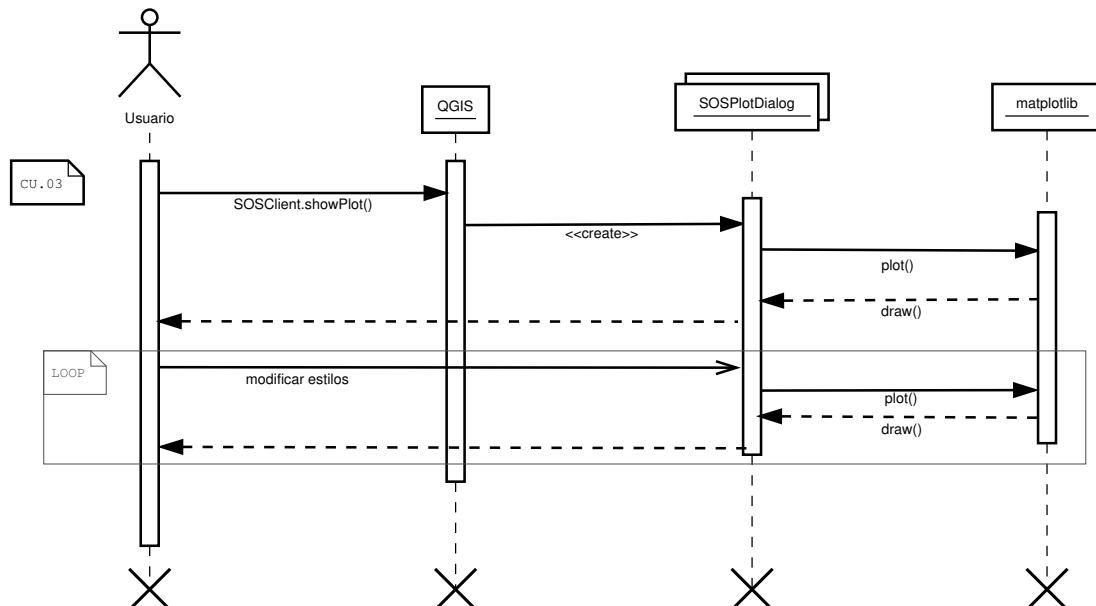 Usuario
QGIS
SOSPlotDialog
matplotlib
CU.03
SOSClient.showPlot()
<<create>>
plot()
draw()
LOOP
modificar estilos
plot()
draw()